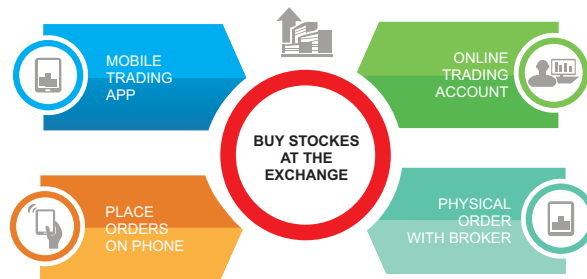 MOBILE
TRADING
APP
ONLINE
TRADING
ACCOUNT
BUY STOCKES
AT THE
EXCHANGE
PLACE
ORDERS
ON PHONE
PHYSICAL
ORDER
WITH BROKER